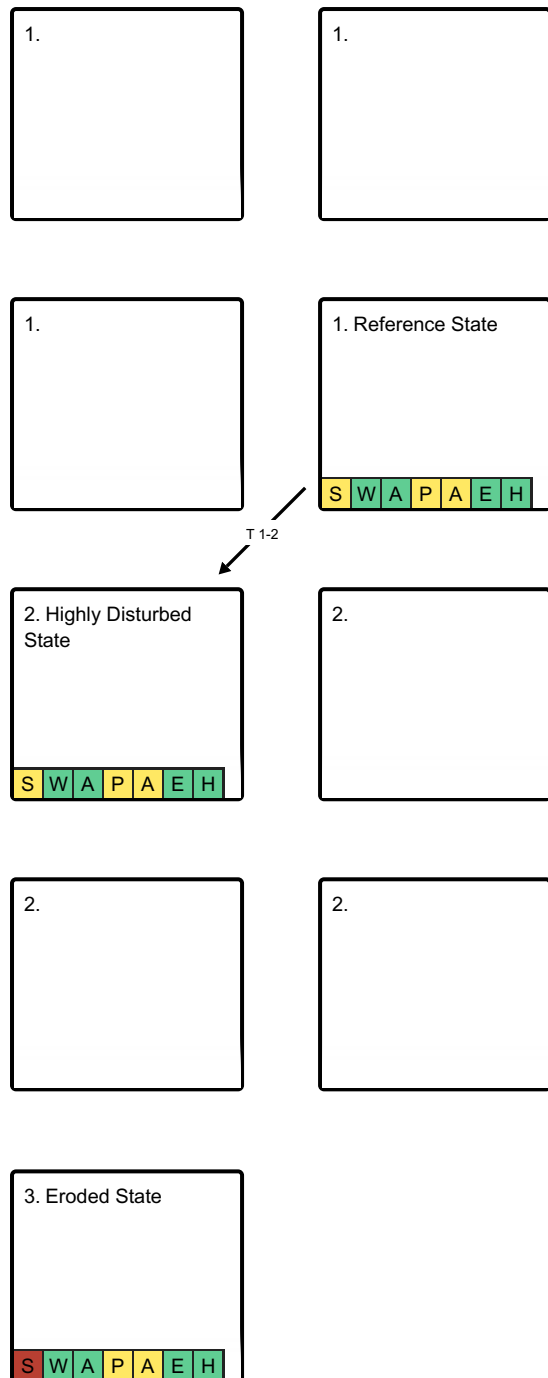 1.
1.
1.
1. Reference State
S W A P A E H
T 1-2
2. Highly Disturbed
State
S W A P A E H
2.
2.
2.
3. Eroded State
S W A P A E H